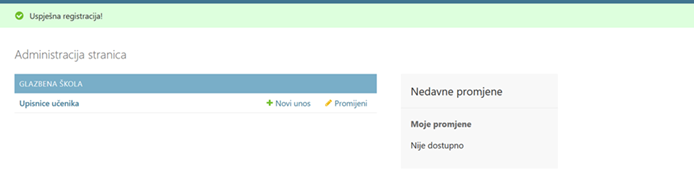 Uspješna registracija!
Administracija stranica
GLAZBENA ŠKOLA
Upisnice učenika Novi unos Promijeni
Nedavne promjene
Moje promjene
Nije dostupno